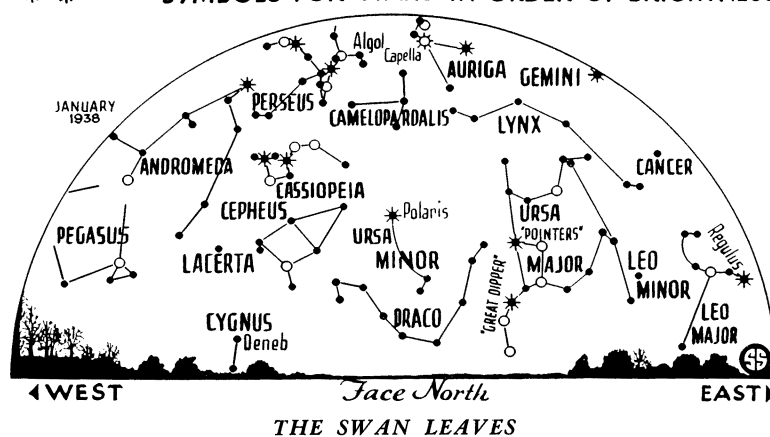 SYMBOLS FOR STARS IN ORDER OF BRIGHTNESS
Algol
Capella
AURIGA
GEMINI
JANUARY
1938
PERSEUS
CAMELOPARDALIS
LYNX
ANDROMEDA
CANCER
CASSIOPEIA
CEPHEUS
Polaris
URSA
"POINTERS"
MAJOR
PEGASUS
URSA
MINOR
Regulus
LACERTA
LEO
MINOR
"GREAT DIPPER"
CYGNUS
Deneb
DRACO
LEO
MAJOR
SS
WEST
Face North
EAST
THE SWAN LEAVES